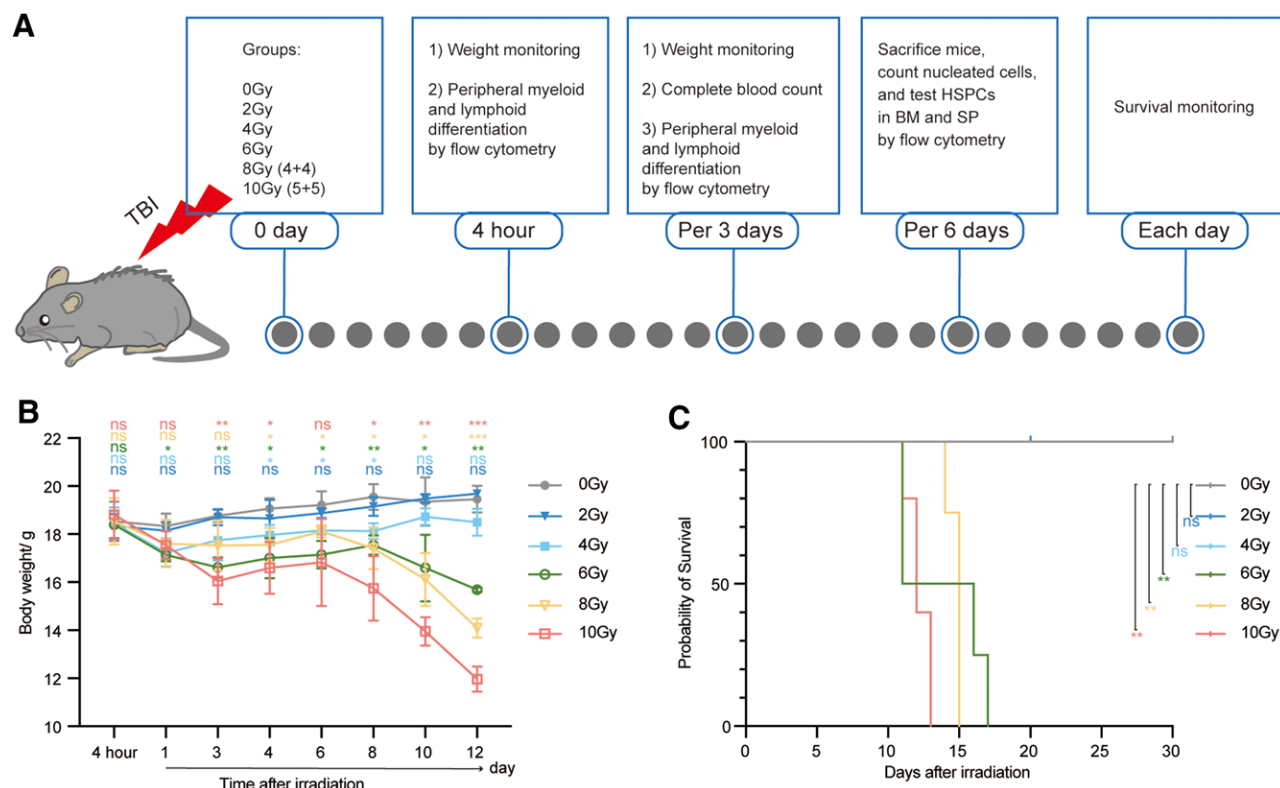 A
Groups:
0Gy
2Gy
4Gy
6Gy
8Gy (4+4)
10Gy (5+5)
TBI
0 day
1) Weight monitoring
2) Peripheral myeloid
and lymphoid
differentiation
by flow cytometry
4 hour
1) Weight monitoring
2) Complete blood count
3) Peripheral myeloid
and lymphoid
differentiation
by flow cytometry
Per 3 days
Sacrifice mice,
count nucleated cells,
and test HSPCs
in BM and SP
by flow cytometry
Per 6 days
Survival monitoring
Each day
B
ns ns ** * ns * ** ***
ns ns ns * * * * ***
ns * ** ** * ** * **
ns ns ns * * * ns ns
ns ns ns ns ns ns ns ns
22
20
18
16
14
12
10
Body weight/ g
4 hour 1 3 4 6 8 10 12
day
Time after irradiation
0Gy
2Gy
4Gy
6Gy
8Gy
10Gy
C
100
50
0
Probability of Survival
0 5 10 15 20 25 30
Days after irradiation
0Gy
2Gy
4Gy
6Gy
8Gy
10Gy
ns
ns
**
**
**